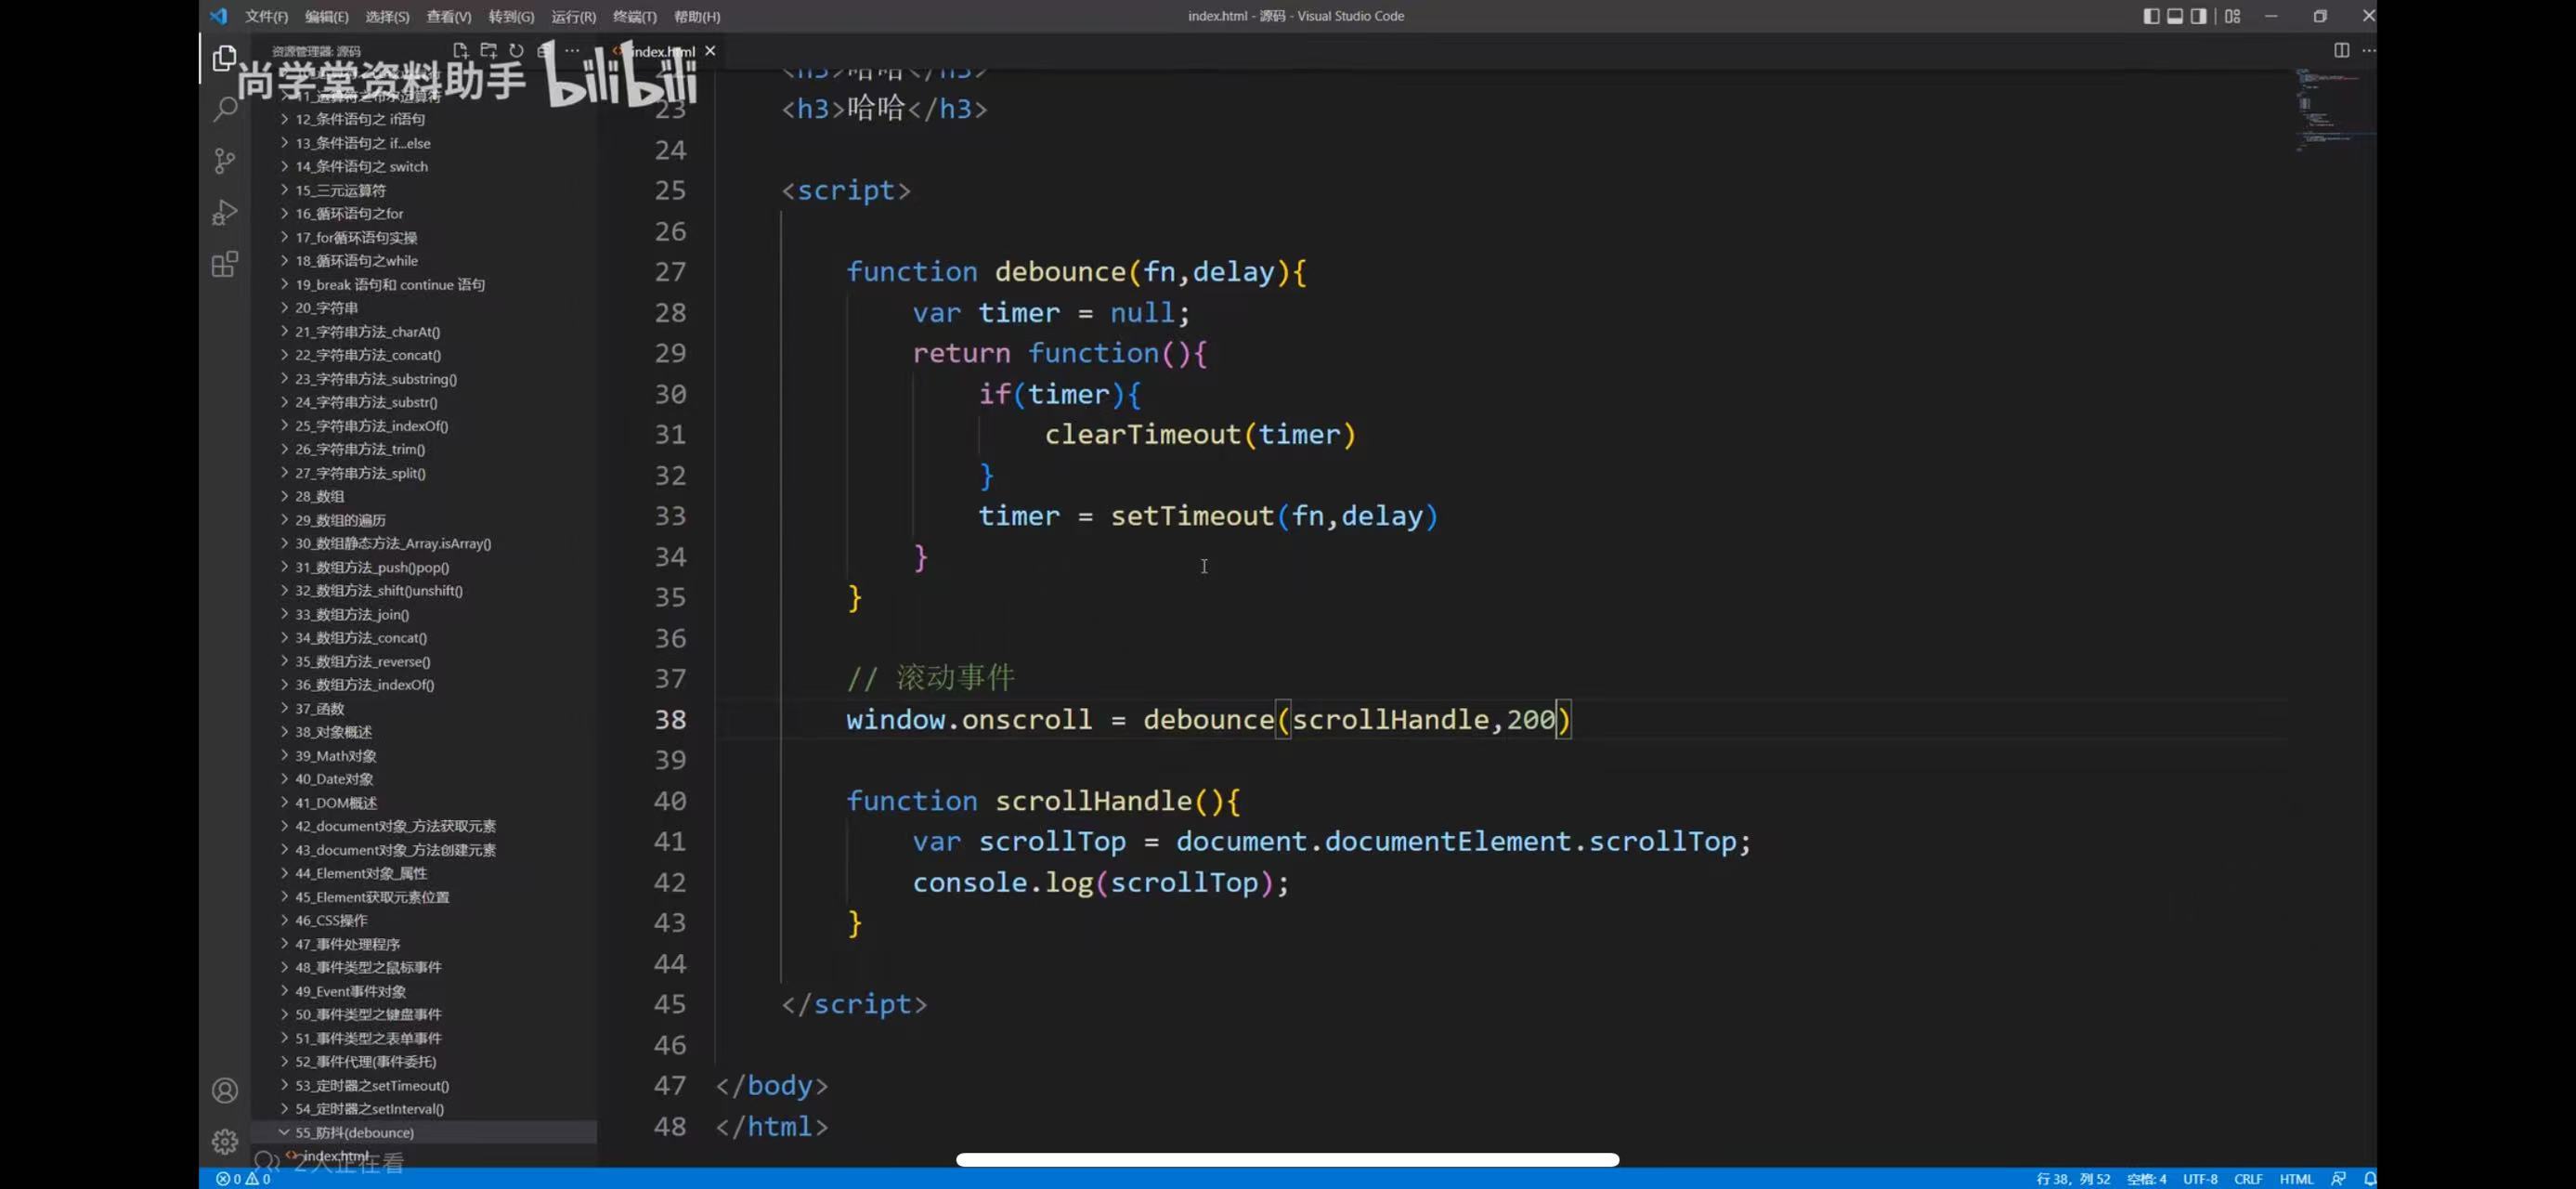 文件(F) 编辑(E) 选择(S) 查看(V) 转到(G) 运行(R) 终端(T) 帮助(H)
index.html - 源码 - Visual Studio Code
资源管理器: 源码
index.html
尚学堂资料助手 bilibili
12_条件语句之 if语句
13_条件语句之 if...else
14_条件语句之 switch
15_三元运算符
16_循环语句之for
17_for循环语句实操
18_循环语句之while
19_break 语句和 continue 语句
20_字符串
21_字符串方法_charAt()
22_字符串方法_concat()
23_字符串方法_substring()
24_字符串方法_substr()
25_字符串方法_indexOf()
26_字符串方法_trim()
27_字符串方法_split()
28_数组
29_数组的遍历
30_数组静态方法_Array.isArray()
31_数组方法_push()pop()
32_数组方法_shift()unshift()
33_数组方法_join()
34_数组方法_concat()
35_数组方法_reverse()
36_数组方法_indexOf()
37_函数
38_对象概述
39_Math对象
40_Date对象
41_DOM概述
42_document对象_方法获取元素
43_document对象_方法创建元素
44_Element对象_属性
45_Element获取元素位置
46_CSS操作
47_事件处理程序
48_事件类型之鼠标事件
49_Event事件对象
50_事件类型之键盘事件
51_事件类型之表单事件
52_事件代理(事件委托)
53_定时器之setTimeout()
54_定时器之setInterval()
55_防抖(debounce)
index.html
2人正在看
<h3>哈哈</h3>
23 <h3>哈哈</h3>
24
25 <script>
26
27 function debounce(fn,delay){
28 var timer = null;
29 return function(){
30 if(timer){
31 clearTimeout(timer)
32 }
33 timer = setTimeout(fn,delay)
34 }
35 }
36
37 // 滚动事件
38 window.onscroll = debounce(scrollHandle,200)
39
40 function scrollHandle(){
41 var scrollTop = document.documentElement.scrollTop;
42 console.log(scrollTop);
43 }
44
45 </script>
46
47 </body>
48 </html>
0 0
行 38，列 52 空格: 4 UTF-8 CRLF HTML